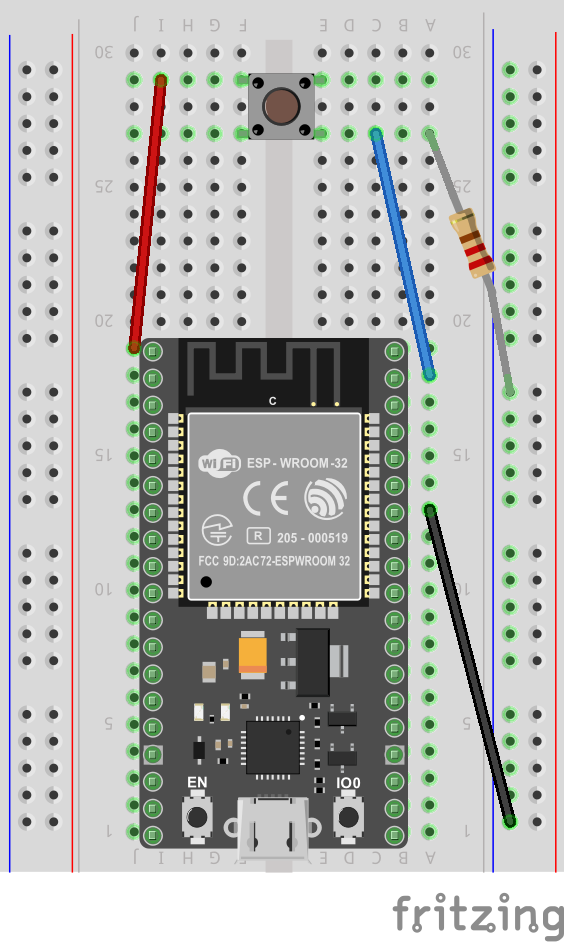 J I H G F E D C B A
30 30
25 25
20 20
C
WiFi ESP - WROOM -32
15 15
CE
R 205 - 000519
FCC 9D:2AC72-ESPWROOM 32
10 10
5 5
EN IO0
1 1
J I H G F E D C B A
fritzing